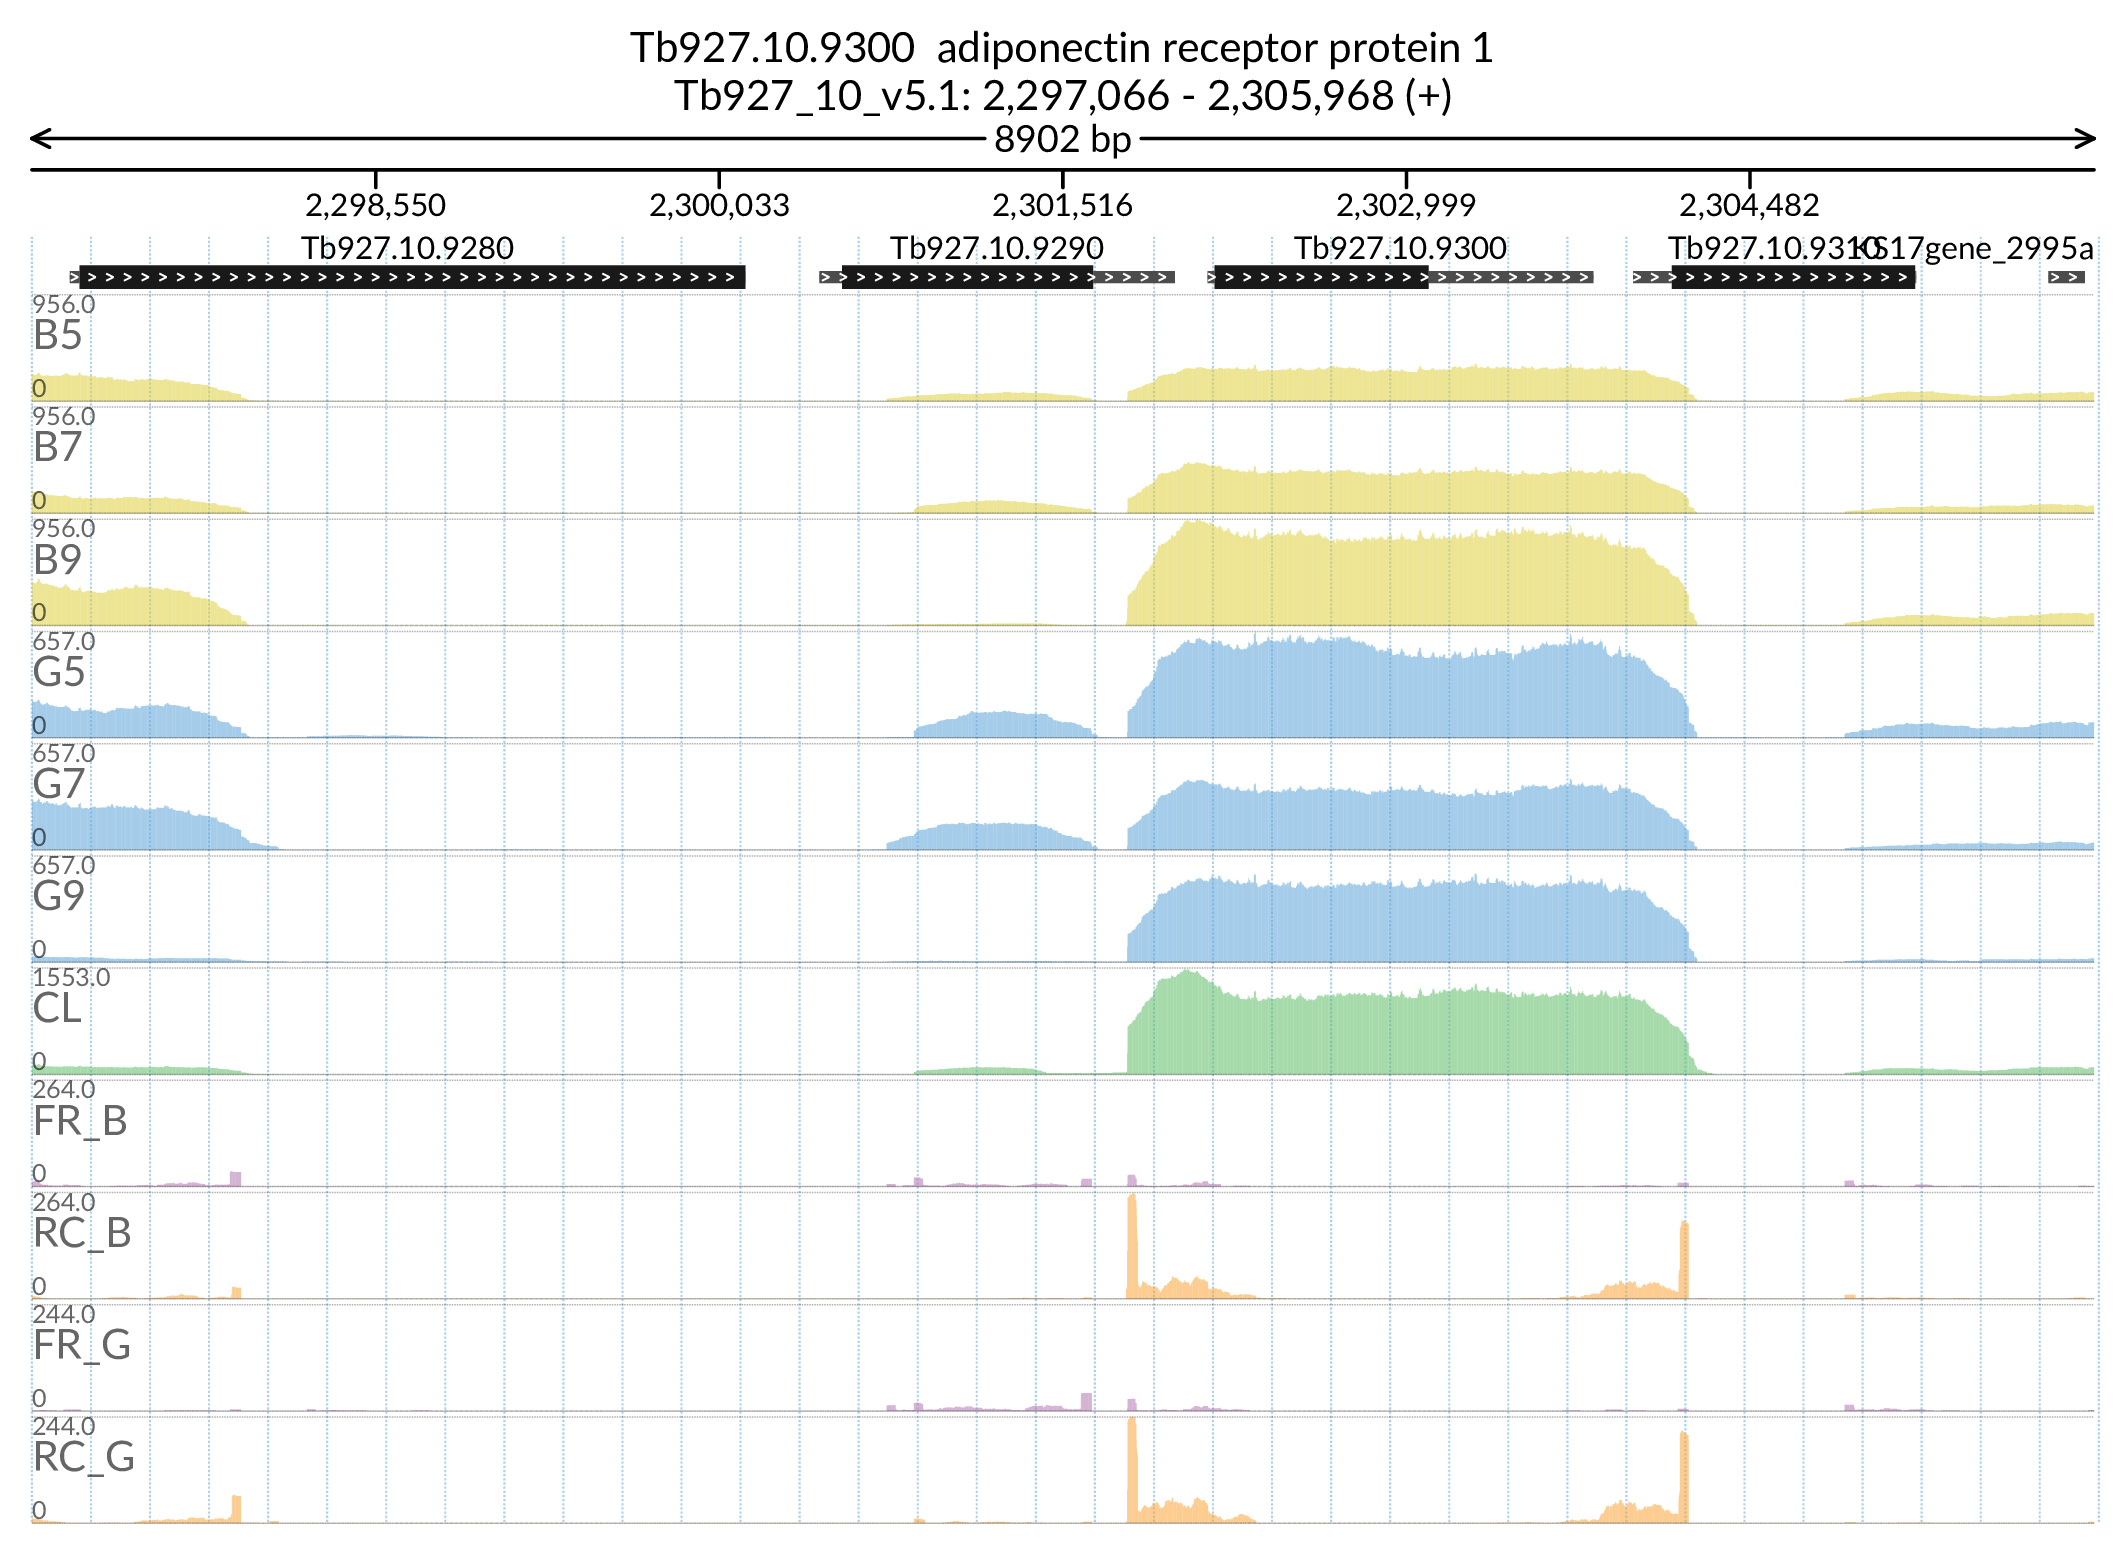 Tb927.10.9300  adiponectin receptor protein 1
Tb927_10_v5.1: 2,297,066 - 2,305,968 (+)
8902 bp
2,298,550 2,300,033 2,301,516 2,302,999 2,304,482
Tb927.10.9280 Tb927.10.9290 Tb927.10.9300 Tb927.10.9310 KS17gene_2995a
956.0
B5
0
956.0
B7
0
956.0
B9
0
657.0
G5
0
657.0
G7
0
657.0
G9
0
1553.0
CL
0
264.0
FR_B
0
264.0
RC_B
0
244.0
FR_G
0
244.0
RC_G
0